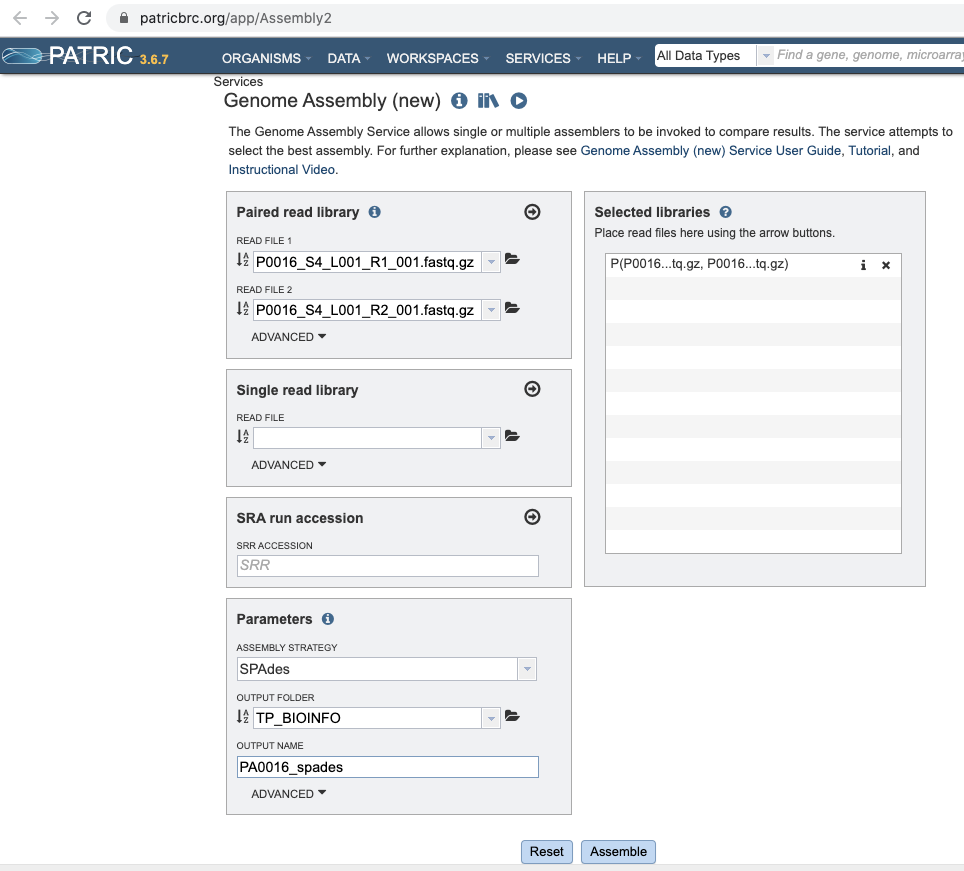 patricbrc.org/app/Assembly2
PATRIC 3.6.7 ORGANISMS DATA WORKSPACES SERVICES HELP All Data Types Find a gene, genome, microarray
Services
Genome Assembly (new)
The Genome Assembly Service allows single or multiple assemblers to be invoked to compare results. The service attempts to
select the best assembly. For further explanation, please see Genome Assembly (new) Service User Guide, Tutorial, and
Instructional Video.
Paired read library
READ FILE 1
P0016_S4_L001_R1_001.fastq.gz
READ FILE 2
P0016_S4_L001_R2_001.fastq.gz
ADVANCED
Single read library
READ FILE
ADVANCED
SRA run accession
SRR ACCESSION
SRR
Parameters
ASSEMBLY STRATEGY
SPAdes
OUTPUT FOLDER
TP_BIOINFO
OUTPUT NAME
PA0016_spades
ADVANCED
Selected libraries
Place read files here using the arrow buttons.
P(P0016...tq.gz, P0016...tq.gz)
Reset Assemble